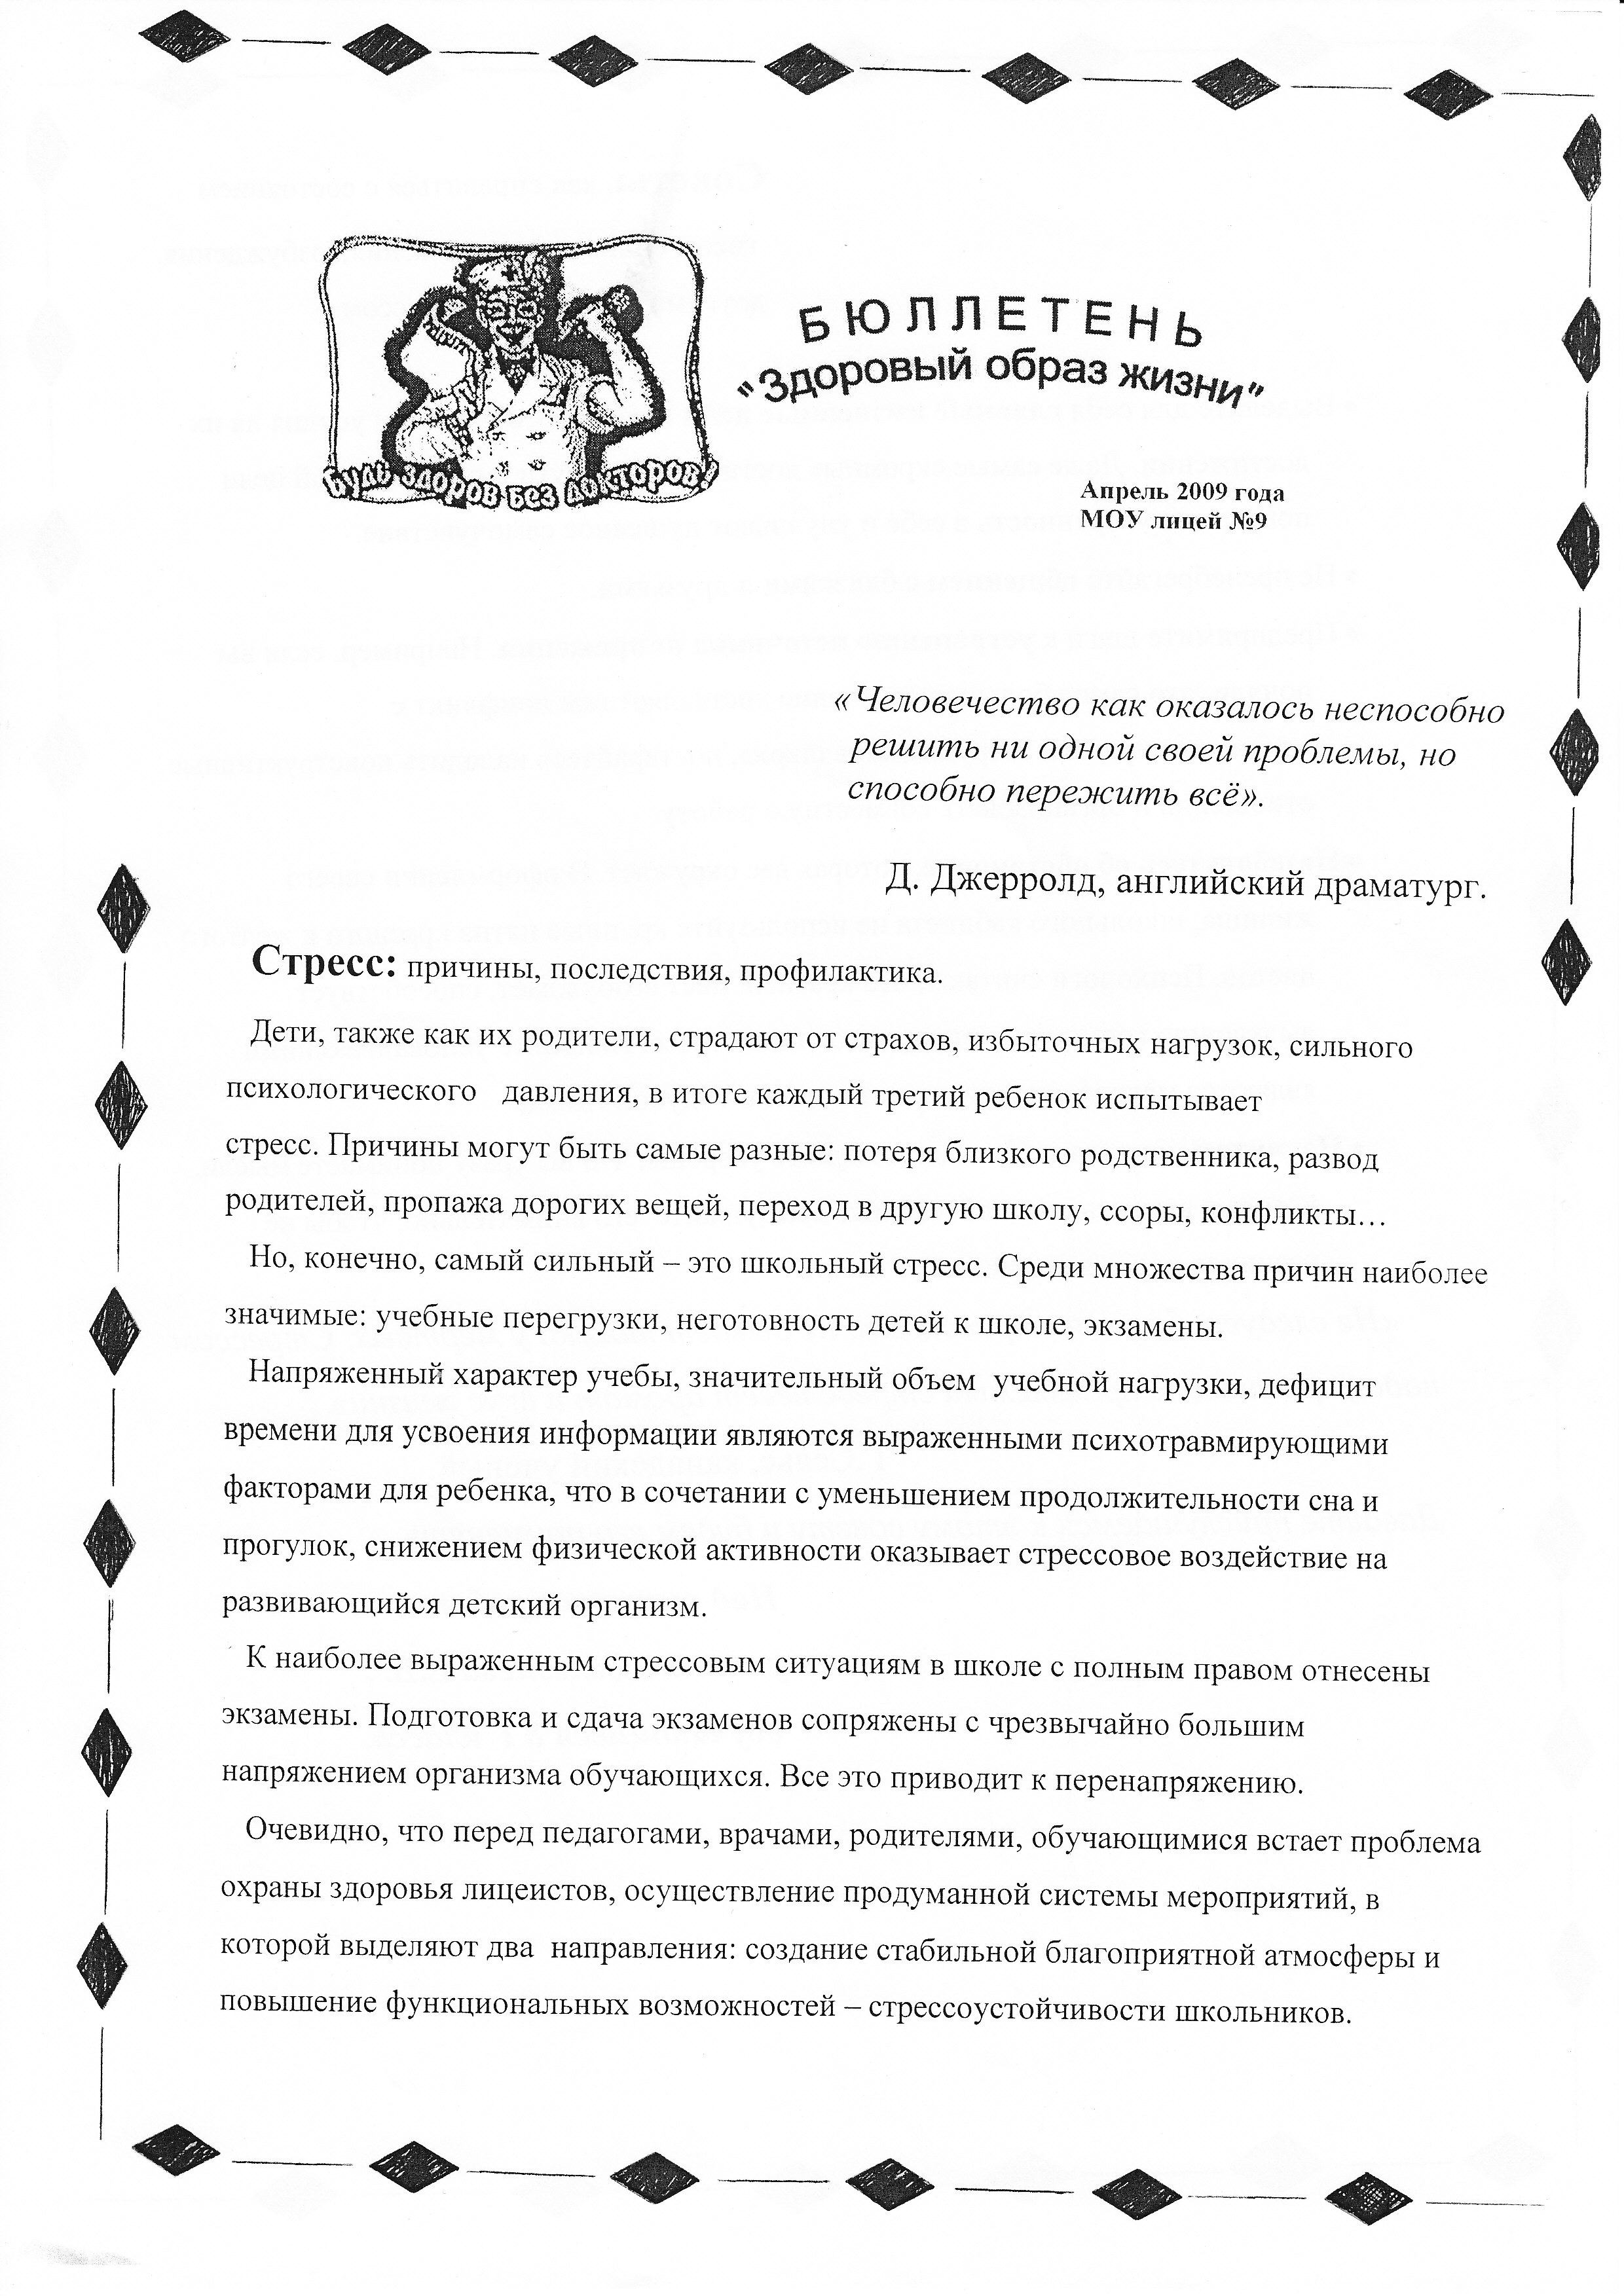 БЮЛЛЕТЕНЬ
"Здоровый образ жизни"
Будь здоров без докторов!
Апрель 2009 года
МОУ лицей №9
«Человечество как оказалось неспособно
решить ни одной своей проблемы, но
способно пережить всё».
Д. Джерролд, английский драматург.
Стресс: причины, последствия, профилактика.
Дети, также как их родители, страдают от страхов, избыточных нагрузок, сильного
психологического давления, в итоге каждый третий ребенок испытывает
стресс. Причины могут быть самые разные: потеря близкого родственника, развод
родителей, пропажа дорогих вещей, переход в другую школу, ссоры, конфликты…
Но, конечно, самый сильный – это школьный стресс. Среди множества причин наиболее
значимые: учебные перегрузки, неготовность детей к школе, экзамены.
Напряженный характер учебы, значительный объем учебной нагрузки, дефицит
времени для усвоения информации являются выраженными психотравмирующими
факторами для ребенка, что в сочетании с уменьшением продолжительности сна и
прогулок, снижением физической активности оказывает стрессовое воздействие на
развивающийся детский организм.
К наиболее выраженным стрессовым ситуациям в школе с полным правом отнесены
экзамены. Подготовка и сдача экзаменов сопряжены с чрезвычайно большим
напряжением организма обучающихся. Все это приводит к перенапряжению.
Очевидно, что перед педагогами, врачами, родителями, обучающимися встает проблема
охраны здоровья лицеистов, осуществление продуманной системы мероприятий, в
которой выделяют два направления: создание стабильной благоприятной атмосферы и
повышение функциональных возможностей – стрессоустойчивости школьников.